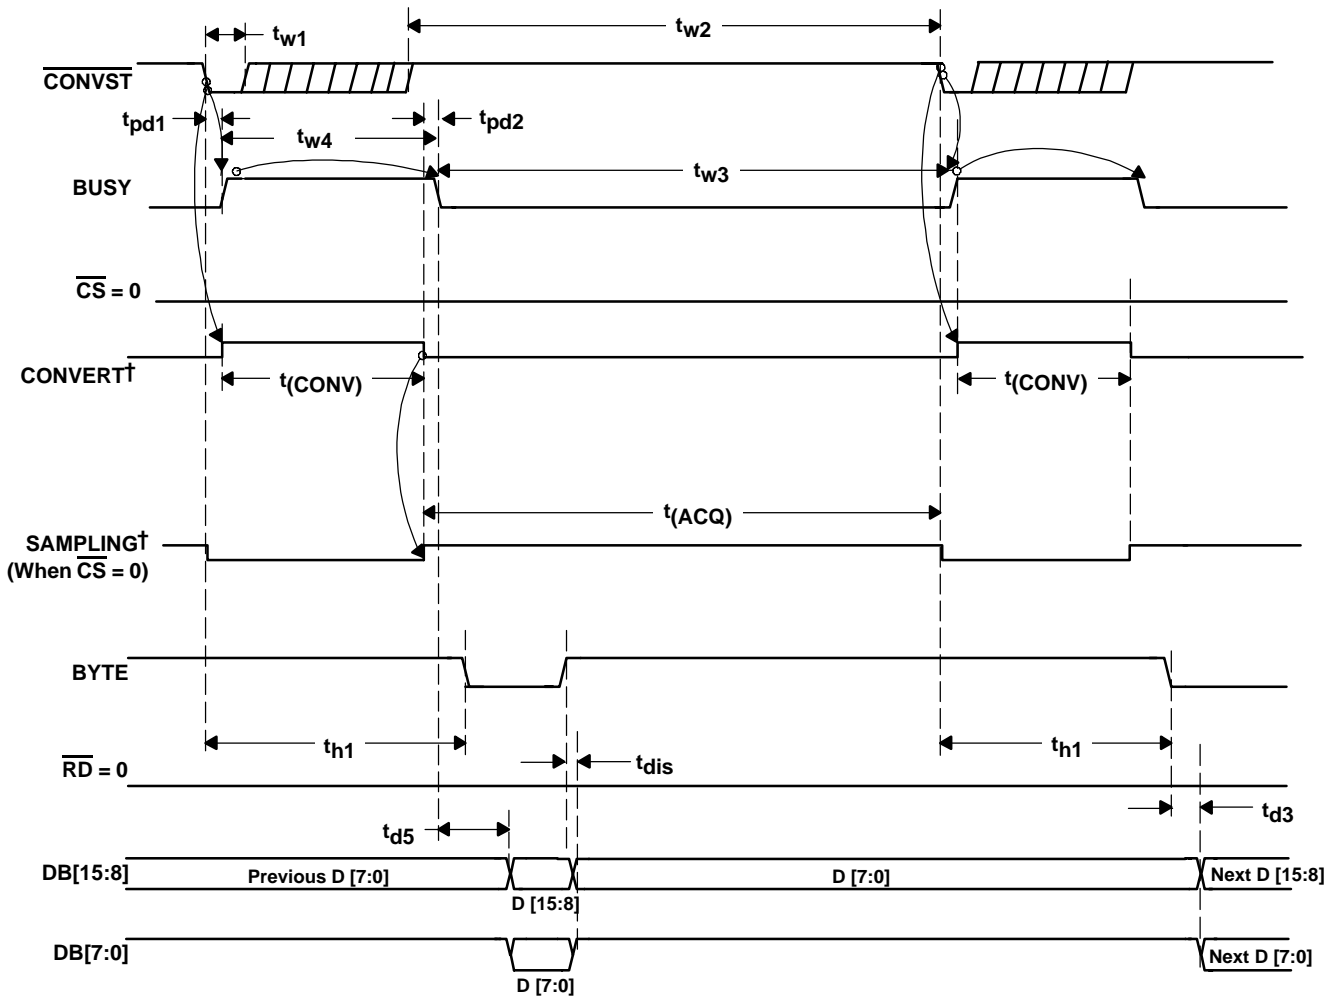 tw1
tw2
CONVST
tpd1
tw4
tpd2
BUSY
tw3
CS = 0
CONVERT†
t(CONV)
t(CONV)
t(ACQ)
SAMPLING†
(When CS = 0)
BYTE
th1
th1
tdis
RD = 0
td5
td3
DB[15:8]
Previous D [7:0]
D [15:8]
D [7:0]
Next D [15:8]
DB[7:0]
D [7:0]
Next D [7:0]